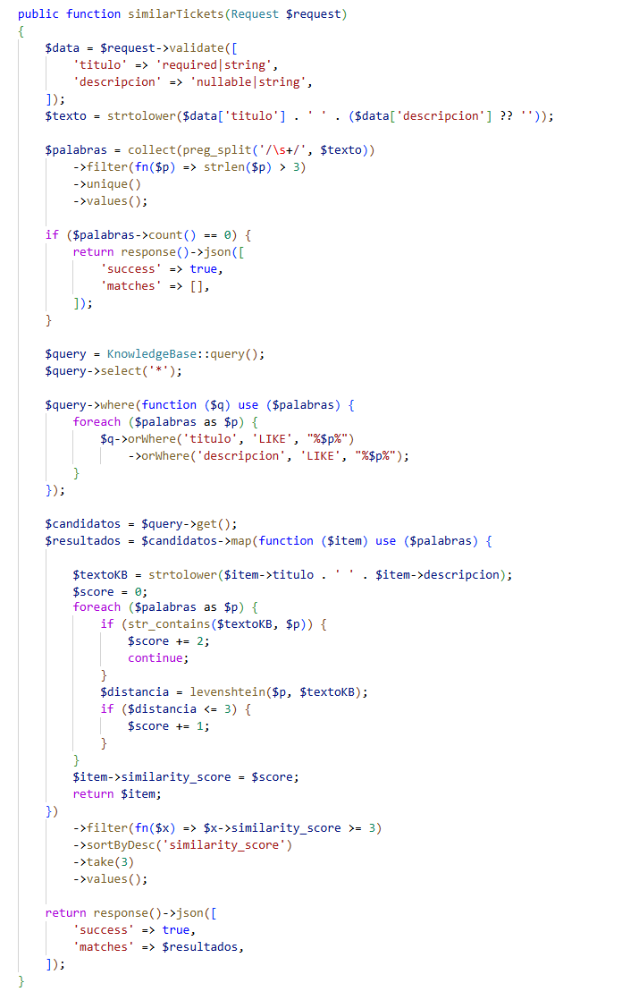 public function similarTickets(Request $request)
{
    $data = $request->validate([
        'titulo' => 'required|string',
        'descripcion' => 'nullable|string',
    ]);
    $texto = strtolower($data['titulo'] . ' ' . ($data['descripcion'] ?? ''));

    $palabras = collect(preg_split('/\s+/', $texto))
        ->filter(fn($p) => strlen($p) > 3)
        ->unique()
        ->values();

    if ($palabras->count() == 0) {
        return response()->json([
            'success' => true,
            'matches' => [],
        ]);
    }

    $query = KnowledgeBase::query();
    $query->select('*');

    $query->where(function ($q) use ($palabras) {
        foreach ($palabras as $p) {
            $q->orWhere('titulo', 'LIKE', "%$p%")
                ->orWhere('descripcion', 'LIKE', "%$p%");
        }
    });

    $candidatos = $query->get();
    $resultados = $candidatos->map(function ($item) use ($palabras) {

        $textoKB = strtolower($item->titulo . ' ' . $item->descripcion);
        $score = 0;
        foreach ($palabras as $p) {
            if (str_contains($textoKB, $p)) {
                $score += 2;
                continue;
            }
            $distancia = levenshtein($p, $textoKB);
            if ($distancia <= 3) {
                $score += 1;
            }
        }
        $item->similarity_score = $score;
        return $item;
    })
        ->filter(fn($x) => $x->similarity_score >= 3)
        ->sortByDesc('similarity_score')
        ->take(3)
        ->values();

    return response()->json([
        'success' => true,
        'matches' => $resultados,
    ]);
}